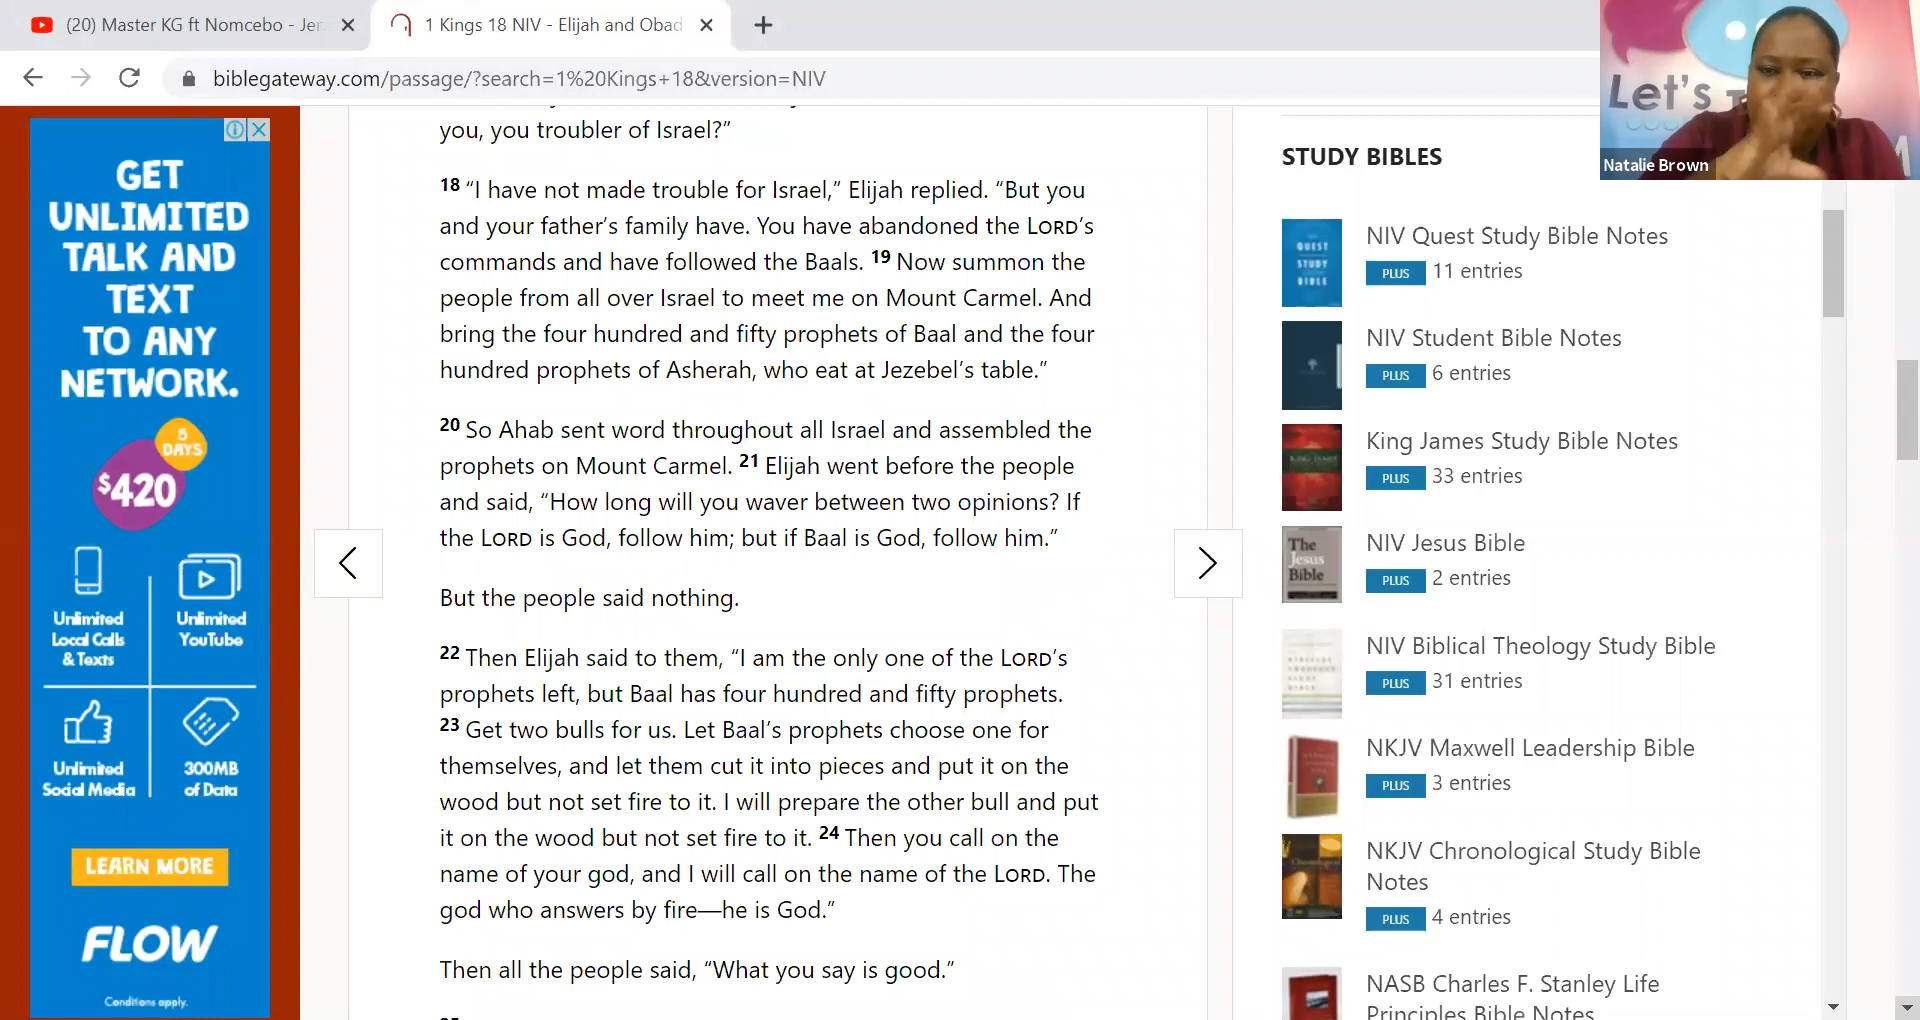 (20) Master KG ft Nomcebo - Jer
1 Kings 18 NIV - Elijah and Obad
biblegateway.com/passage/?search=1%20Kings+18&version=NIV
Let's
Natalie Brown
GET
UNLIMITED
TALK AND
TEXT
TO ANY
NETWORK.
5
DAYS
$420
Unlimited
Local Calls
& Texts
Unlimited
YouTube
Unlimited
Social Media
300MB
of Data
LEARN MORE
FLOW
Conditions apply.
you, you troubler of Israel?”
18 “I have not made trouble for Israel,” Elijah replied. “But you
and your father’s family have. You have abandoned the LORD’s
commands and have followed the Baals. 19 Now summon the
people from all over Israel to meet me on Mount Carmel. And
bring the four hundred and fifty prophets of Baal and the four
hundred prophets of Asherah, who eat at Jezebel’s table.”
20 So Ahab sent word throughout all Israel and assembled the
prophets on Mount Carmel. 21 Elijah went before the people
and said, “How long will you waver between two opinions? If
the LORD is God, follow him; but if Baal is God, follow him.”
But the people said nothing.
22 Then Elijah said to them, “I am the only one of the LORD’s
prophets left, but Baal has four hundred and fifty prophets.
23 Get two bulls for us. Let Baal’s prophets choose one for
themselves, and let them cut it into pieces and put it on the
wood but not set fire to it. I will prepare the other bull and put
it on the wood but not set fire to it. 24 Then you call on the
name of your god, and I will call on the name of the LORD. The
god who answers by fire—he is God.”
Then all the people said, “What you say is good.”
STUDY BIBLES
QUEST
STUDY
BIBLE
NIV Quest Study Bible Notes
PLUS 11 entries
NIV Student Bible Notes
PLUS 6 entries
KING JAMES
King James Study Bible Notes
PLUS 33 entries
The
Jesus
Bible
NIV Jesus Bible
PLUS 2 entries
NIV Biblical Theology Study Bible
PLUS 31 entries
NKJV Maxwell Leadership Bible
PLUS 3 entries
NKJV Chronological Study Bible
Notes
PLUS 4 entries
NASB Charles F. Stanley Life
Principles Bible Notes